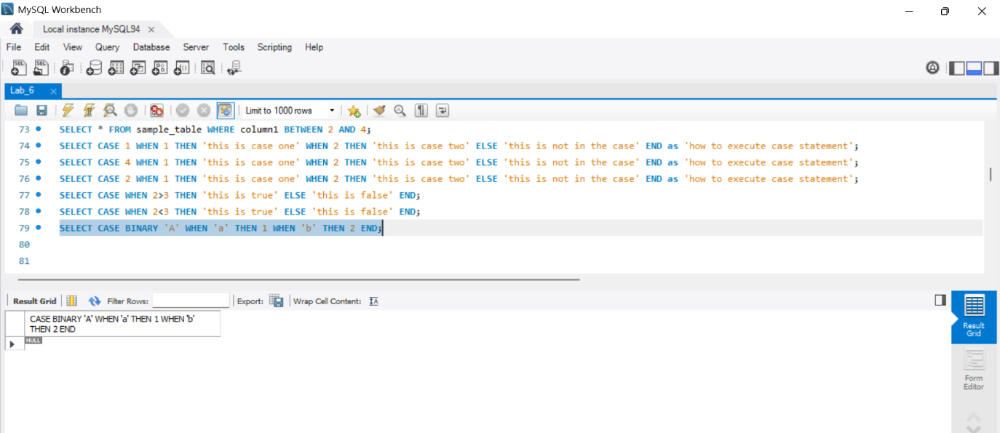 MySQL Workbench
Local instance MySQL94
File Edit View Query Database Server Tools Scripting Help
Lab_6
Limit to 1000 rows
73 SELECT * FROM sample_table WHERE column1 BETWEEN 2 AND 4;
74 SELECT CASE 1 WHEN 1 THEN 'this is case one' WHEN 2 THEN 'this is case two' ELSE 'this is not in the case' END as 'how to execute case statement';
75 SELECT CASE 4 WHEN 1 THEN 'this is case one' WHEN 2 THEN 'this is case two' ELSE 'this is not in the case' END as 'how to execute case statement';
76 SELECT CASE 2 WHEN 1 THEN 'this is case one' WHEN 2 THEN 'this is case two' ELSE 'this is not in the case' END as 'how to execute case statement';
77 SELECT CASE WHEN 2>3 THEN 'this is true' ELSE 'this is false' END;
78 SELECT CASE WHEN 2<3 THEN 'this is true' ELSE 'this is false' END;
79 SELECT CASE BINARY 'A' WHEN 'a' THEN 1 WHEN 'b' THEN 2 END;
80
81
Result Grid Filter Rows: Export: Wrap Cell Content:
CASE BINARY 'A' WHEN 'a' THEN 1 WHEN 'b'
THEN 2 END
NULL
Result
Grid
Form
Editor